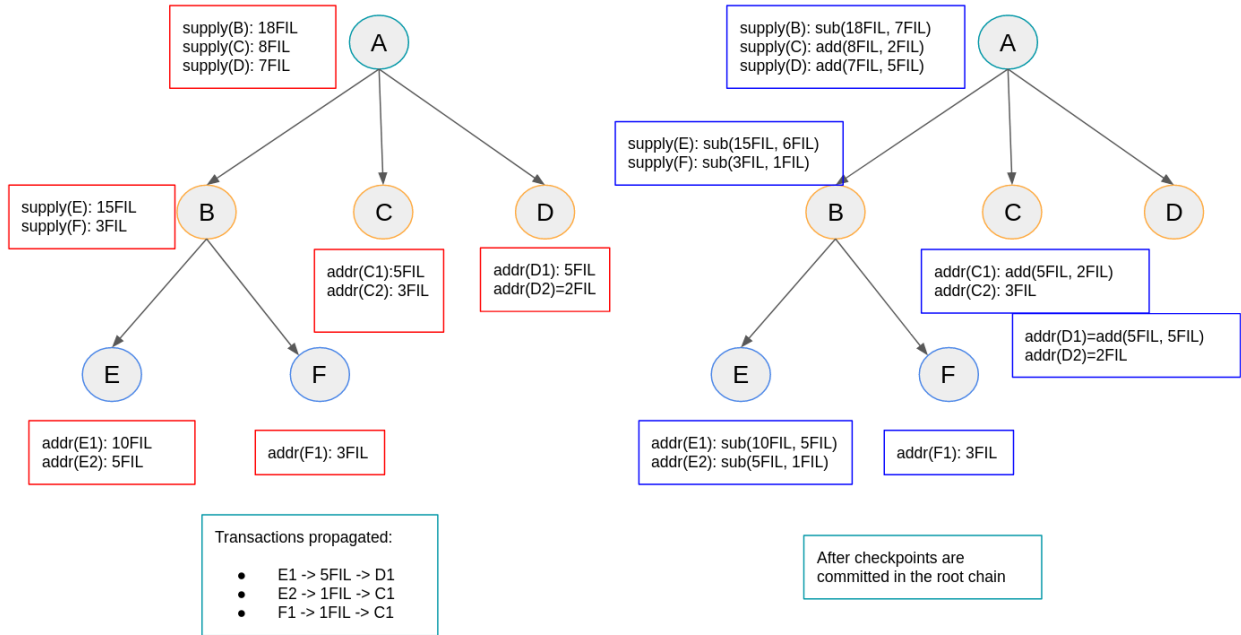 supply(B): 18FIL
supply(C): 8FIL
supply(D): 7FIL
A
supply(E): 15FIL
supply(F): 3FIL
B
C
D
addr(C1):5FIL
addr(C2): 3FIL
addr(D1): 5FIL
addr(D2)=2FIL
E
F
addr(E1): 10FIL
addr(E2): 5FIL
addr(F1): 3FIL
Transactions propagated:
● E1 -> 5FIL -> D1
● E2 -> 1FIL -> C1
● F1 -> 1FIL -> C1
supply(B): sub(18FIL, 7FIL)
supply(C): add(8FIL, 2FIL)
supply(D): add(7FIL, 5FIL)
A
supply(E): sub(15FIL, 6FIL)
supply(F): sub(3FIL, 1FIL)
B
C
D
addr(C1): add(5FIL, 2FIL)
addr(C2): 3FIL
addr(D1)=add(5FIL, 5FIL)
addr(D2)=2FIL
E
F
addr(E1): sub(10FIL, 5FIL)
addr(E2): sub(5FIL, 1FIL)
addr(F1): 3FIL
After checkpoints are
committed in the root chain